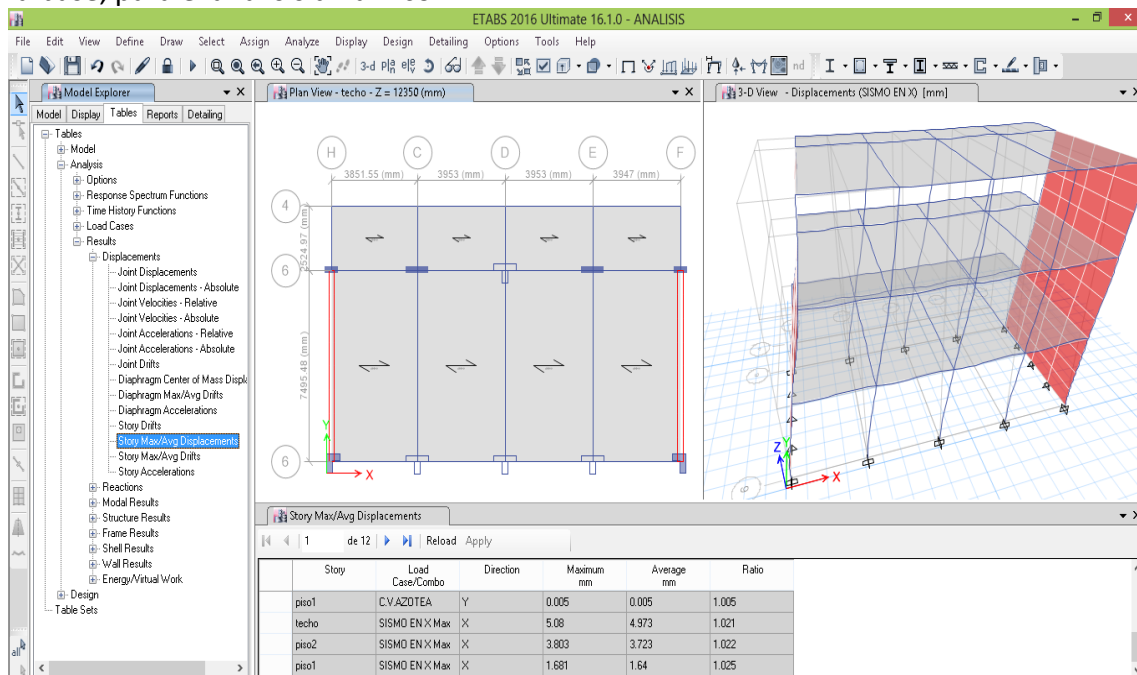 ETABS 2016 Ultimate 16.1.0 - ANALISIS
File Edit View Define Draw Select Assign Analyze Display Design Detailing Options Tools Help
3-d
nd
Model Explorer
Model Display Tables Reports Detailing
Tables
Model
Analysis
Options
Response Spectrum Functions
Time History Functions
Load Cases
Results
Displacements
Joint Displacements
Joint Displacements - Absolute
Joint Velocities - Relative
Joint Velocities - Absolute
Joint Accelerations - Relative
Joint Accelerations - Absolute
Joint Drifts
Diaphragm Center of Mass Displ
Diaphragm Max/Avg Drifts
Diaphragm Accelerations
Story Drifts
Story Max/Avg Displacements
Story Max/Avg Drifts
Story Accelerations
Reactions
Modal Results
Structure Results
Frame Results
Shell Results
Wall Results
Energy/Virtual Work
Design
Table Sets
all
Plan View - techo - Z = 12350 (mm)
H C D E F
3851.55 (mm) 3953 (mm) 3953 (mm) 3947 (mm)
4
2524.97 (mm)
6
7495.48 (mm)
6
Y
X
3-D View - Displacements (SISMO EN X) [mm]
Z
Y
X
Story Max/Avg Displacements
1 de 12 Reload Apply
Story Load Case/Combo Direction Maximum mm Average mm Ratio
piso1 C.V.AZOTEA Y 0.005 0.005 1.005
techo SISMO EN X Max X 5.08 4.973 1.021
piso2 SISMO EN X Max X 3.803 3.723 1.022
piso1 SISMO EN X Max X 1.681 1.64 1.025